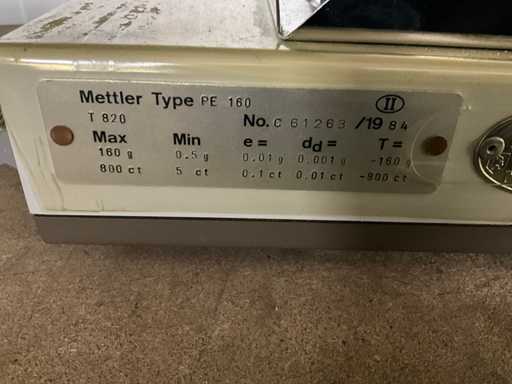 Mettler Type PE 160 II
T 820 No. C 61263 /19 84
Max Min e = dd = T =
160 g 0.5 g 0.01 g 0.001 g -160 g
800 ct 5 ct 0.1 ct 0.01 ct -800 ct